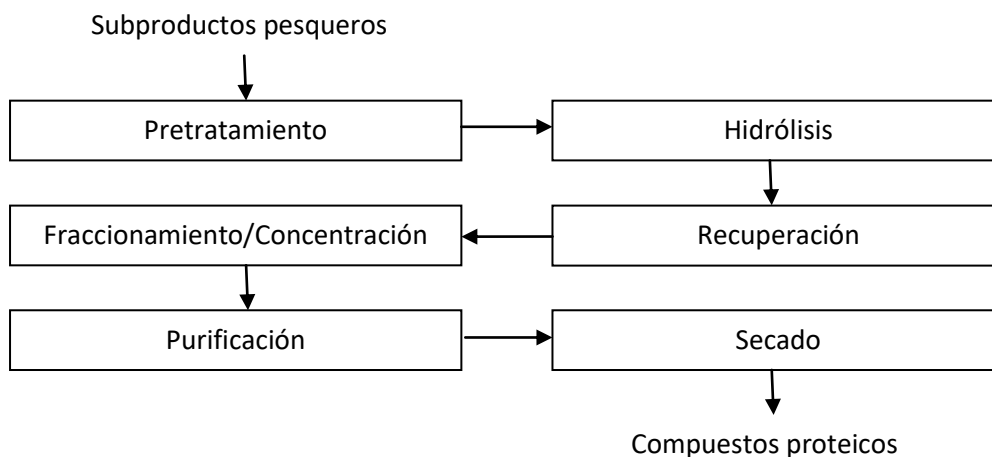 Subproductos pesqueros
Pretratamiento
Hidrólisis
Recuperación
Fraccionamiento/Concentración
Purificación
Secado
Compuestos proteicos